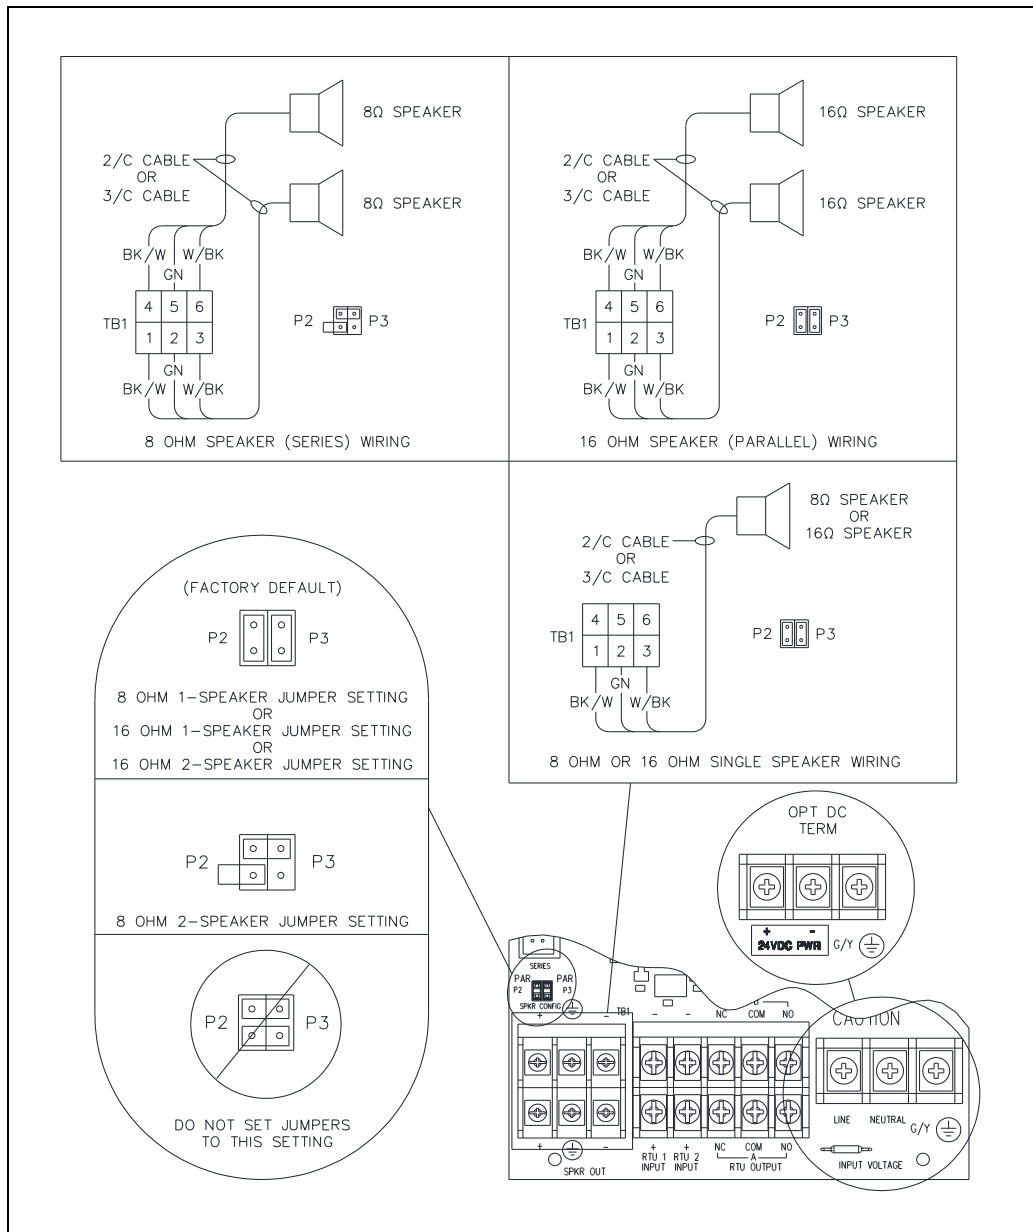 8Ω SPEAKER
2/C CABLE
OR
3/C CABLE
8Ω SPEAKER
BK/W W/BK
GN
4 5 6
TB1
1 2 3
P2 P3
GN
BK/W W/BK
8 OHM SPEAKER (SERIES) WIRING
16Ω SPEAKER
2/C CABLE
OR
3/C CABLE
16Ω SPEAKER
BK/W W/BK
GN
4 5 6
TB1
1 2 3
P2 P3
GN
BK/W W/BK
16 OHM SPEAKER (PARALLEL) WIRING
8Ω SPEAKER
OR
16Ω SPEAKER
2/C CABLE
OR
3/C CABLE
4 5 6
TB1
1 2 3
P2 P3
GN
BK/W W/BK
8 OHM OR 16 OHM SINGLE SPEAKER WIRING
(FACTORY DEFAULT)
P2 P3
8 OHM 1-SPEAKER JUMPER SETTING
OR
16 OHM 1-SPEAKER JUMPER SETTING
OR
16 OHM 2-SPEAKER JUMPER SETTING
P2 P3
8 OHM 2-SPEAKER JUMPER SETTING
P2 P3
DO NOT SET JUMPERS
TO THIS SETTING
OPT DC
TERM
+ -
24VDC PWR G/Y
SERIES
PAR PAR
P2 P3
SPKR CONFIG
+ - TB1 - - NC COM NO
CAUTION
LINE NEUTRAL G/Y
INPUT VOLTAGE
+ -
SPKR OUT
+ + NC COM NO
RTU 1 RTU 2 A
INPUT INPUT RTU OUTPUT